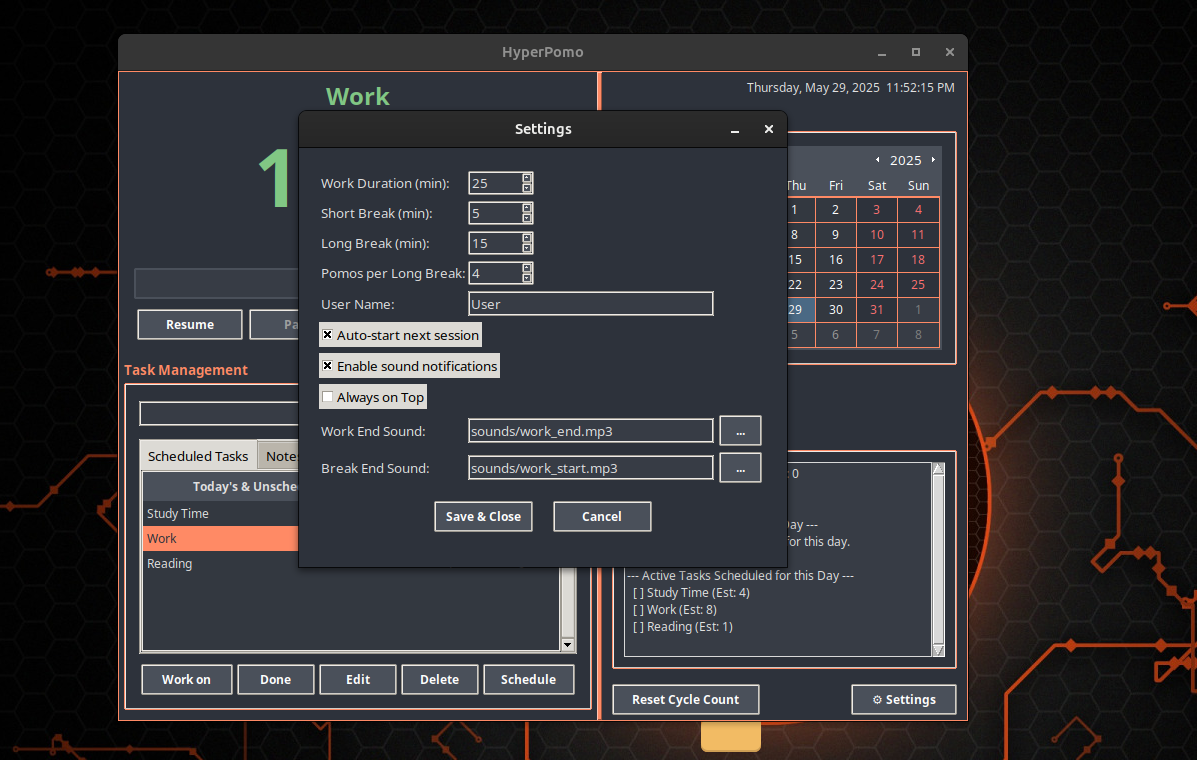 HyperPomo
Work
Thursday, May 29, 2025 11:52:15 PM
1
Resume
Task Management
Scheduled Tasks
Study Time
Work
Reading
Work on
Done
Edit
Delete
Schedule
Settings
Work Duration (min): 25
Short Break (min): 5
Long Break (min): 15
Pomos per Long Break: 4
User Name: User
Auto-start next session
Enable sound notifications
Always on Top
Work End Sound: sounds/work_end.mp3 ...
Break End Sound: sounds/work_start.mp3 ...
Save & Close
Cancel
2025
Fri Sat Sun
1 2 3 4
8 9 10 11
15 16 17 18
22 23 24 25
29 30 31 1
5 6 7 8
0
---
for this day.
--- Active Tasks Scheduled for this Day ---
[ ] Study Time (Est: 4)
[ ] Work (Est: 8)
[ ] Reading (Est: 1)
Reset Cycle Count
⚙ Settings